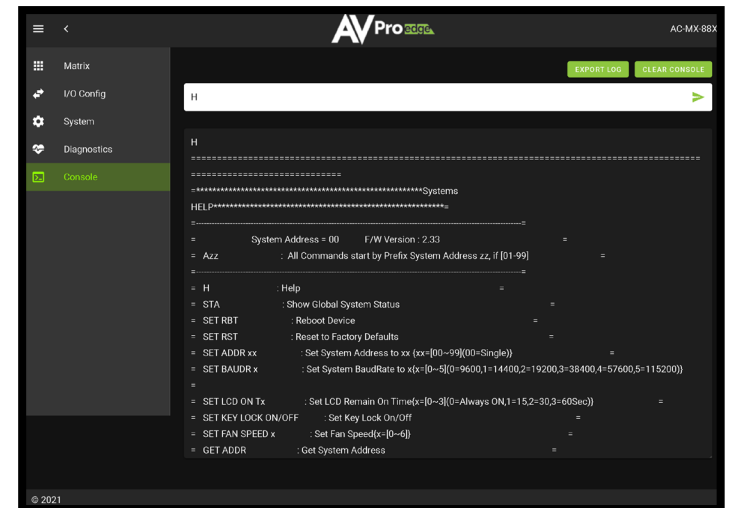 AVPro edge
AC-MX-88X
Matrix
EXPORT LOG CLEAR CONSOLE
I/O Config
H
System
Diagnostics
Console
H
=================================================================================================
=============================
=********************************************************Systems
HELP*********************************************************=
=--------------------------------------------------------------------------------------------------------------------=
= System Address = 00 F/W Version : 2.33 =
= Azz : All Commands start by Prefix System Address zz, if [01-99] =
=--------------------------------------------------------------------------------------------------------------------=
= H : Help =
= STA : Show Global System Status =
= SET RBT : Reboot Device =
= SET RST : Reset to Factory Defaults =
= SET ADDR xx : Set System Address to xx {xx=[00~99](00=Single)} =
= SET BAUDR x : Set System BaudRate to x{x=[0~5](0=9600,1=14400,2=19200,3=38400,4=57600,5=115200)}
=
= SET LCD ON Tx : Set LCD Remain On Time{x=[0~3](0=Always ON,1=15,2=30,3=60Sec)} =
= SET KEY LOCK ON/OFF : Set Key Lock On/Off =
= SET FAN SPEED x : Set Fan Speed{x=[0~6]} =
= GET ADDR : Get System Address =
© 2021